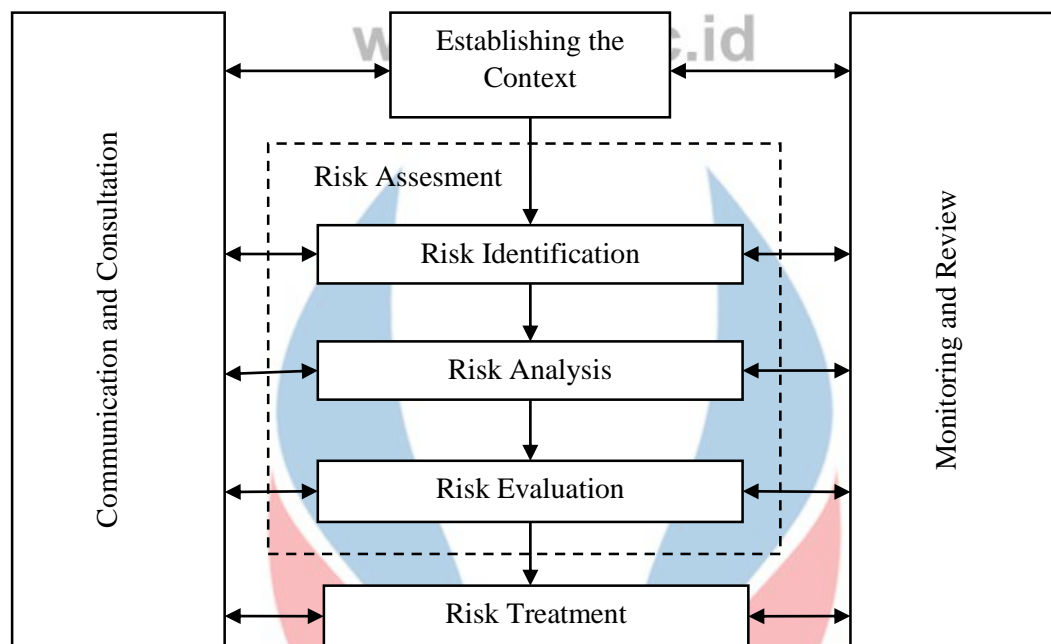 Establishing the
Context
Risk Assesment
Risk Identification
Risk Analysis
Risk Evaluation
Risk Treatment
Communication and Consultation
Monitoring and Review